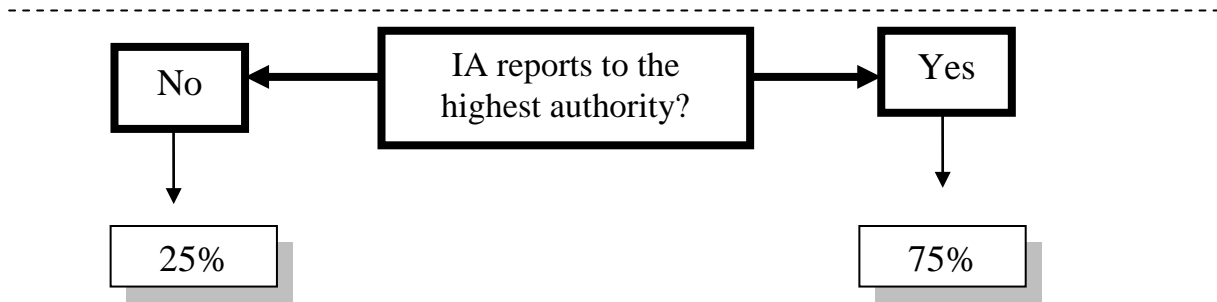 No
IA reports to the
highest authority?
Yes
25%
75%